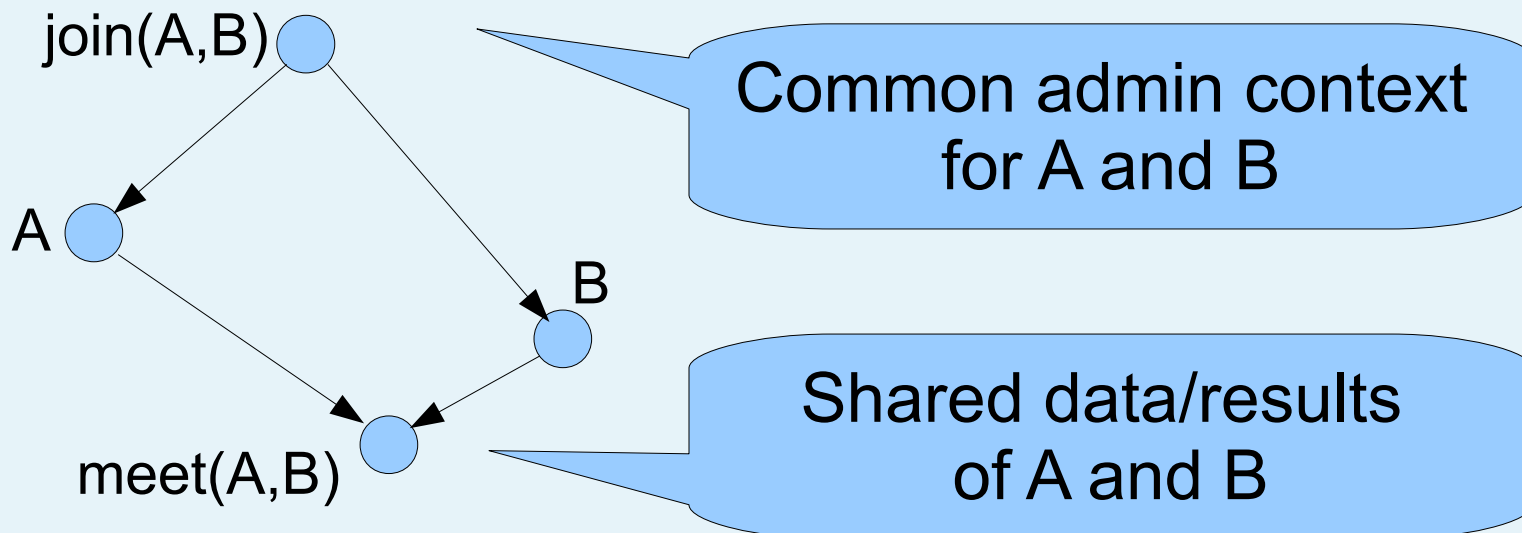 join(A,B)
Common admin context
for A and B
A
B
Shared data/results
of A and B
meet(A,B)